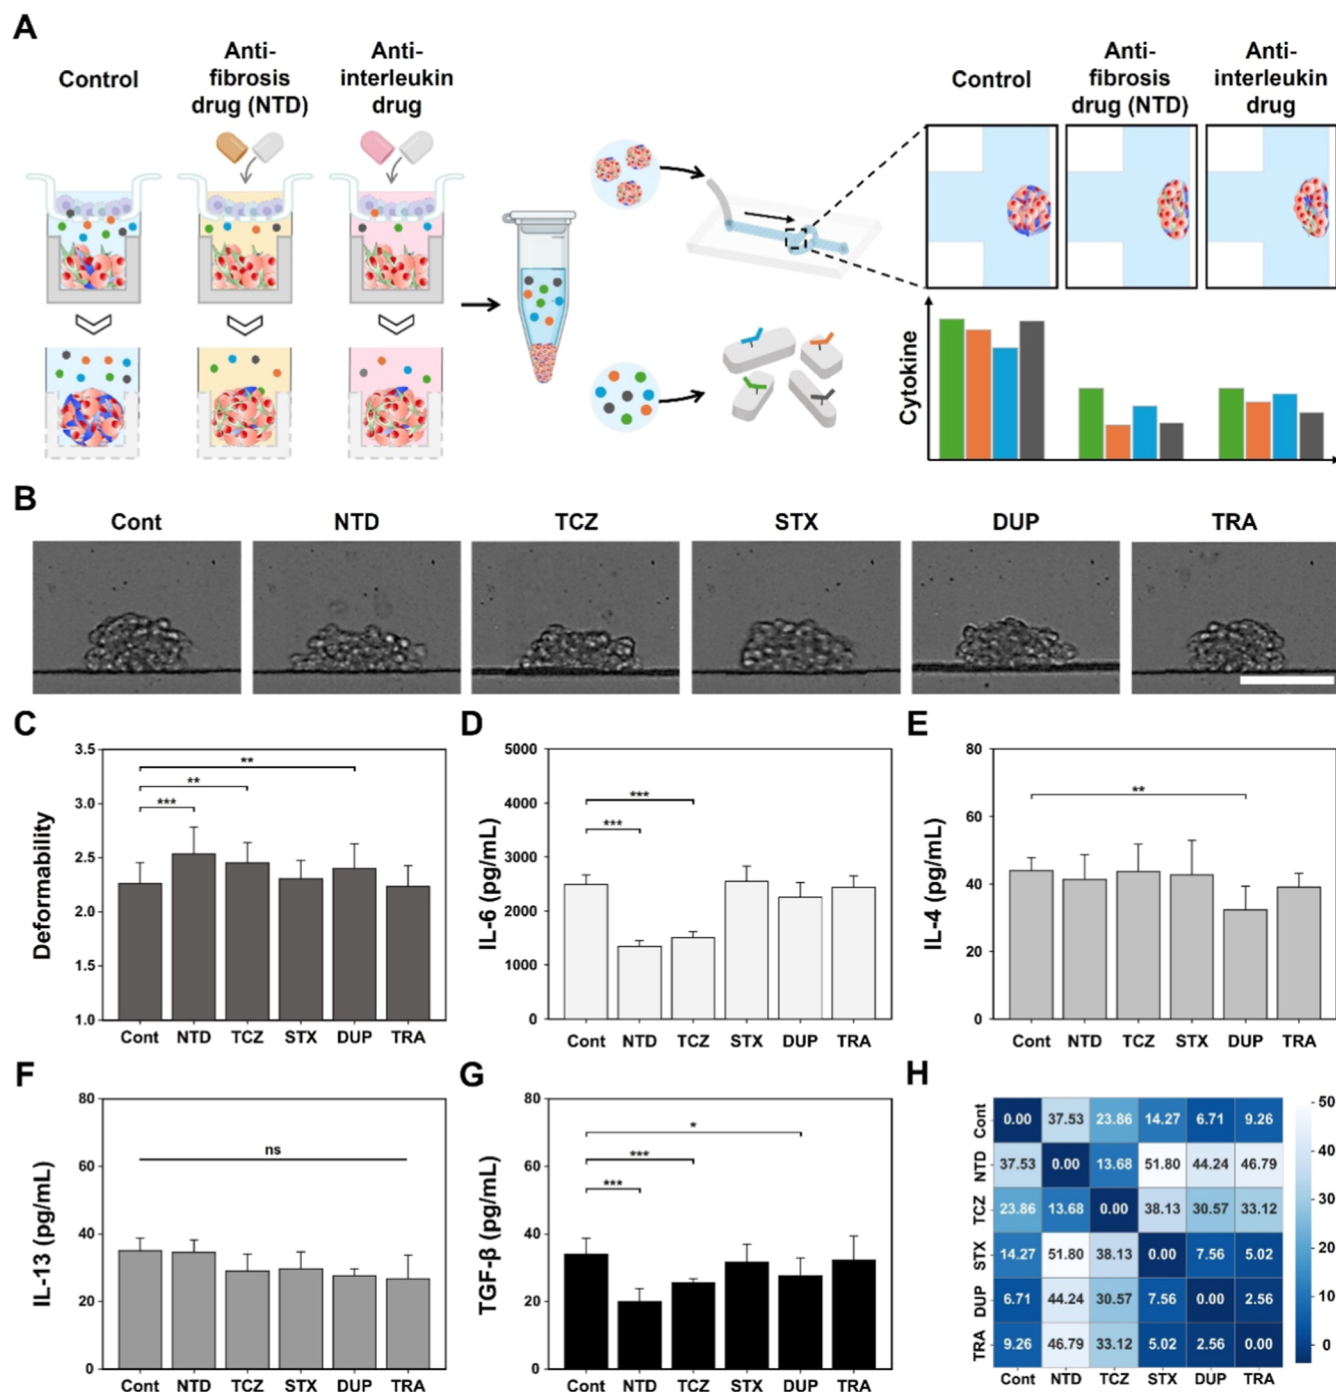 A
Control
Anti-
fibrosis
drug (NTD)
Anti-
interleukin
drug
Control
Anti-
fibrosis
drug (NTD)
Anti-
interleukin
drug
Cytokine
B
Cont NTD TCZ STX DUP TRA
C
Deformability
3.5
3.0
2.5
2.0
1.5
1.0
**
**
***
Cont NTD TCZ STX DUP TRA
D
IL-6 (pg/mL)
5000
4000
3000
2000
1000
0
***
***
Cont NTD TCZ STX DUP TRA
E
IL-4 (pg/mL)
80
60
40
20
0
**
Cont NTD TCZ STX DUP TRA
F
IL-13 (pg/mL)
80
60
40
20
0
ns
Cont NTD TCZ STX DUP TRA
G
TGF-β (pg/mL)
80
60
40
20
0
*
***
***
Cont NTD TCZ STX DUP TRA
H
Cont 0.00 37.53 23.86 14.27 6.71 9.26
NTD 37.53 0.00 13.68 51.80 44.24 46.79
TCZ 23.86 13.68 0.00 38.13 30.57 33.12
STX 14.27 51.80 38.13 0.00 7.56 5.02
DUP 6.71 44.24 30.57 7.56 0.00 2.56
TRA 9.26 46.79 33.12 5.02 2.56 0.00
Cont NTD TCZ STX DUP TRA
50
40
30
20
10
0